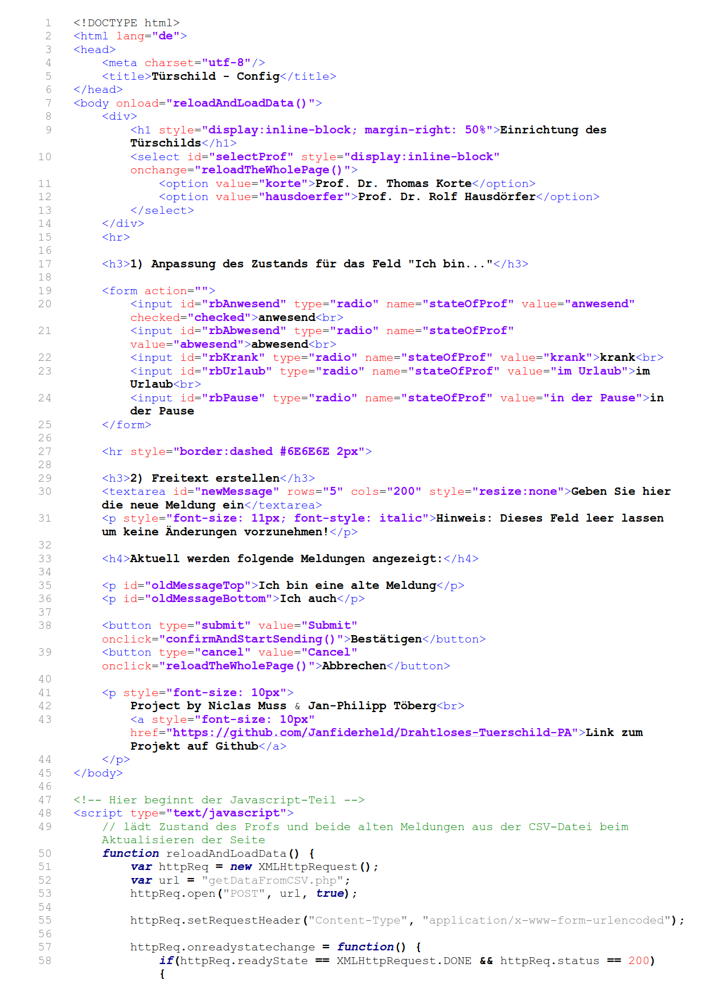 1 <!DOCTYPE html>
2 <html lang="de">
3 <head>
4 <meta charset="utf-8"/>
5 <title>Türschild - Config</title>
6 </head>
7 <body onload="reloadAndLoadData()">
8 <div>
9 <h1 style="display:inline-block; margin-right: 50%">Einrichtung des
Türschilds</h1>
10 <select id="selectProf" style="display:inline-block"
onchange="reloadTheWholePage()">
11 <option value="korte">Prof. Dr. Thomas Korte</option>
12 <option value="hausdoerfer">Prof. Dr. Rolf Hausdörfer</option>
13 </select>
14 </div>
15 <hr>
16
17 <h3>1) Anpassung des Zustands für das Feld "Ich bin..."</h3>
18
19 <form action="">
20 <input id="rbAnwesend" type="radio" name="stateOfProf" value="anwesend"
checked="checked">anwesend<br>
21 <input id="rbAbwesend" type="radio" name="stateOfProf"
value="abwesend">abwesend<br>
22 <input id="rbKrank" type="radio" name="stateOfProf" value="krank">krank<br>
23 <input id="rbUrlaub" type="radio" name="stateOfProf" value="im Urlaub">im
Urlaub<br>
24 <input id="rbPause" type="radio" name="stateOfProf" value="in der Pause">in
der Pause
25 </form>
26
27 <hr style="border:dashed #6E6E6E 2px">
28
29 <h3>2) Freitext erstellen</h3>
30 <textarea id="newMessage" rows="5" cols="200" style="resize:none">Geben Sie hier
die neue Meldung ein</textarea>
31 <p style="font-size: 11px; font-style: italic">Hinweis: Dieses Feld leer lassen
um keine Änderungen vorzunehmen!</p>
32
33 <h4>Aktuell werden folgende Meldungen angezeigt:</h4>
34
35 <p id="oldMessageTop">Ich bin eine alte Meldung</p>
36 <p id="oldMessageBottom">Ich auch</p>
37
38 <button type="submit" value="Submit"
onclick="confirmAndStartSending()">Bestätigen</button>
39 <button type="cancel" value="Cancel"
onclick="reloadTheWholePage()">Abbrechen</button>
40
41 <p style="font-size: 10px">
42 Project by Niclas Muss & Jan-Philipp Töberg<br>
43 <a style="font-size: 10px"
href="https://github.com/Janfiderheld/Drahtloses-Tuerschild-PA">Link zum
Projekt auf Github</a>
44 </p>
45 </body>
46
47 <!-- Hier beginnt der Javascript-Teil -->
48 <script type="text/javascript">
49 // lädt Zustand des Profs und beide alten Meldungen aus der CSV-Datei beim
Aktualisieren der Seite
50 function reloadAndLoadData() {
51 var httpReq = new XMLHttpRequest();
52 var url = "getDataFromCSV.php";
53 httpReq.open("POST", url, true);
54
55 httpReq.setRequestHeader("Content-Type", "application/x-www-form-urlencoded");
56
57 httpReq.onreadystatechange = function() {
58 if(httpReq.readyState == XMLHttpRequest.DONE && httpReq.status == 200)
{